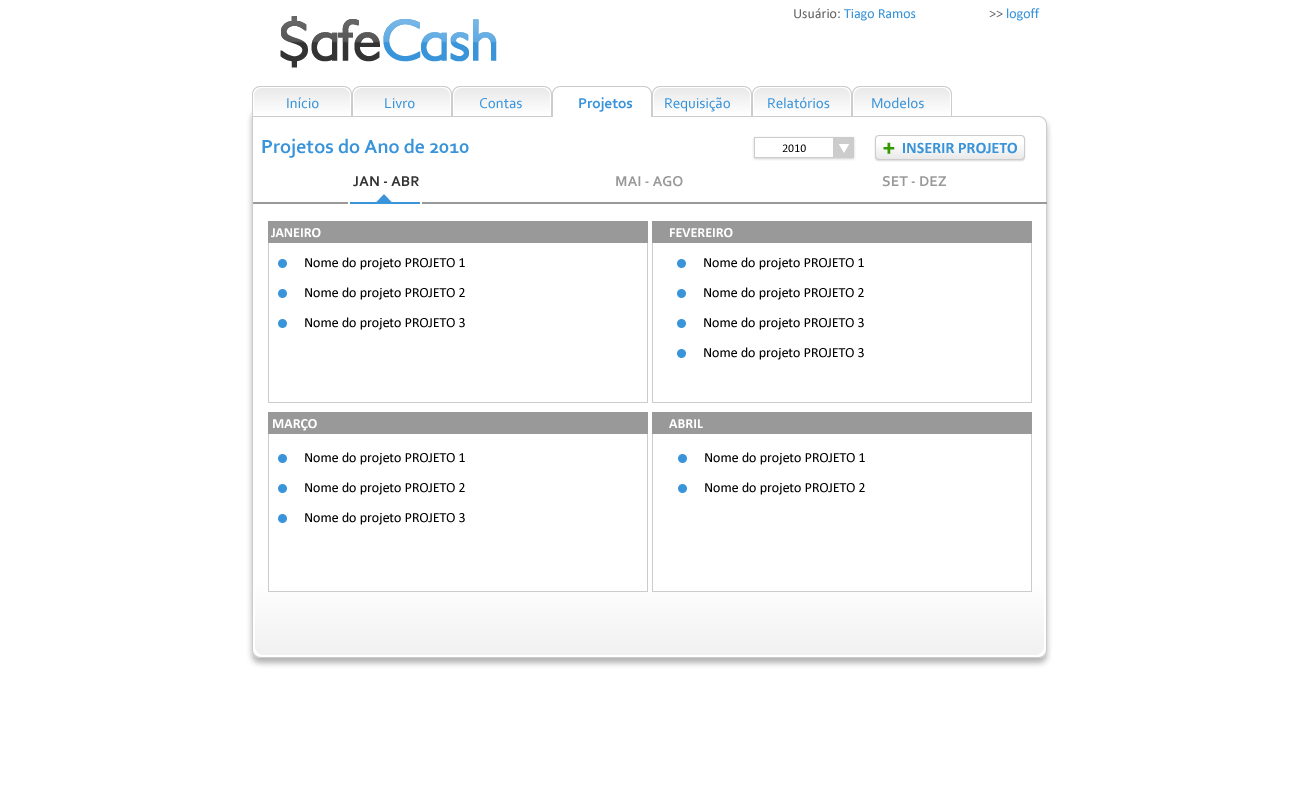 Usuário: Tiago Ramos >> logoff
$afeCash
Início Livro Contas Projetos Requisição Relatórios Modelos
Projetos do Ano de 2010 2010 + INSERIR PROJETO
JAN - ABR MAI - AGO SET - DEZ
JANEIRO
Nome do projeto PROJETO 1
Nome do projeto PROJETO 2
Nome do projeto PROJETO 3
FEVEREIRO
Nome do projeto PROJETO 1
Nome do projeto PROJETO 2
Nome do projeto PROJETO 3
Nome do projeto PROJETO 3
MARÇO
Nome do projeto PROJETO 1
Nome do projeto PROJETO 2
Nome do projeto PROJETO 3
ABRIL
Nome do projeto PROJETO 1
Nome do projeto PROJETO 2